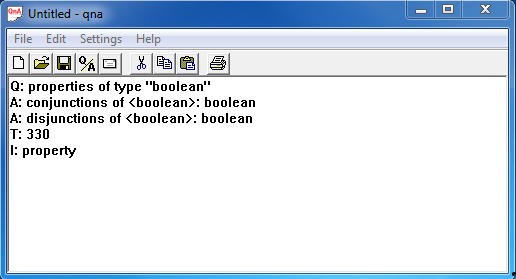 QnA Untitled - qna
File Edit Settings Help
Q/A
Q: properties of type "boolean"
A: conjunctions of <boolean>: boolean
A: disjunctions of <boolean>: boolean
T: 330
I: property